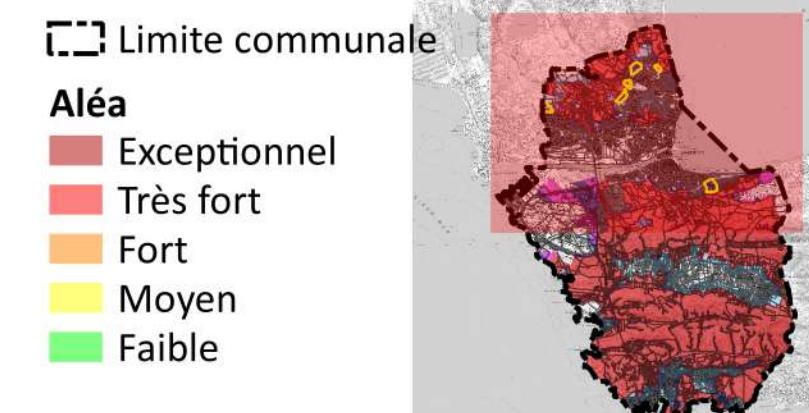 Limite communale
Aléa
Exceptionnel
Très fort
Fort
Moyen
Faible